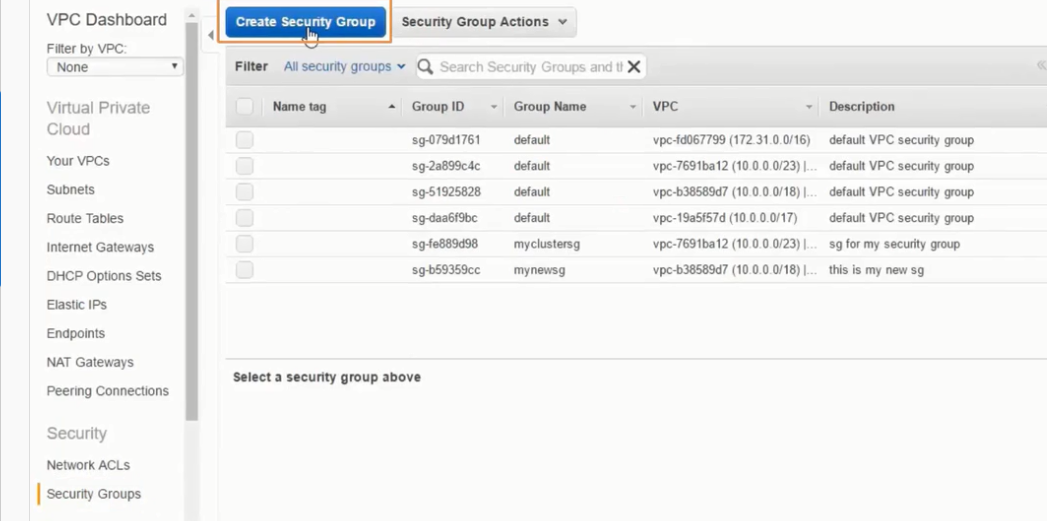 VPC Dashboard
Filter by VPC:
None
Virtual Private
Cloud
Your VPCs
Subnets
Route Tables
Internet Gateways
DHCP Options Sets
Elastic IPs
Endpoints
NAT Gateways
Peering Connections
Security
Network ACLs
Security Groups
Create Security Group Security Group Actions
Filter All security groups Search Security Groups and th
Name tag Group ID Group Name VPC Description
sg-079d1761 default vpc-fd067799 (172.31.0.0/16) default VPC security group
sg-2a899c4c default vpc-7691ba12 (10.0.0.0/23) |... default VPC security group
sg-51925828 default vpc-b38589d7 (10.0.0.0/18) |... default VPC security group
sg-daa6f9bc default vpc-19a5f57d (10.0.0.0/17) default VPC security group
sg-fe889d98 myclustersg vpc-7691ba12 (10.0.0.0/23) |... sg for my security group
sg-b59359cc mynewsg vpc-b38589d7 (10.0.0.0/18) |... this is my new sg
Select a security group above